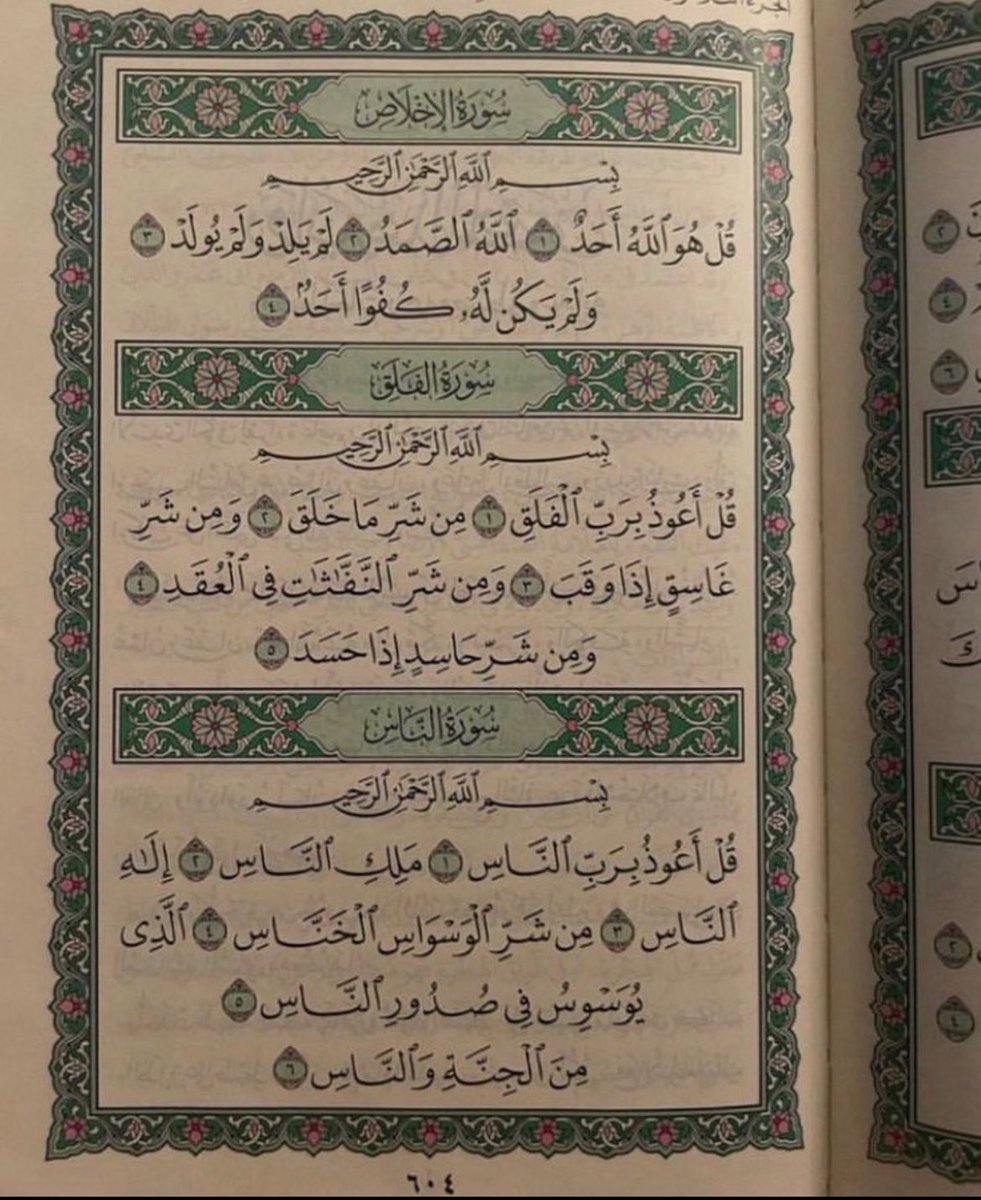 سُورَةُ الإِخْلَاصِ
بِسْمِ ٱللَّهِ ٱلرَّحْمَٰنِ ٱلرَّحِيمِ
قُلْ هُوَ ٱللَّهُ أَحَدٌ ١ ٱللَّهُ ٱلصَّمَدُ ٢ لَمْ يَلِدْ وَلَمْ يُولَدْ ٣
وَلَمْ يَكُن لَّهُۥ كُفُوًا أَحَدٌۢ ٤
سُورَةُ الفَلَقِ
بِسْمِ ٱللَّهِ ٱلرَّحْمَٰنِ ٱلرَّحِيمِ
قُلْ أَعُوذُ بِرَبِّ ٱلْفَلَقِ ١ مِن شَرِّ مَا خَلَقَ ٢ وَمِن شَرِّ
غَاسِقٍ إِذَا وَقَبَ ٣ وَمِن شَرِّ ٱلنَّفَّٰثَٰتِ فِى ٱلْعُقَدِ ٤
وَمِن شَرِّ حَاسِدٍ إِذَا حَسَدَ ٥
سُورَةُ النَّاسِ
بِسْمِ ٱللَّهِ ٱلرَّحْمَٰنِ ٱلرَّحِيمِ
قُلْ أَعُوذُ بِرَبِّ ٱلنَّاسِ ١ مَلِكِ ٱلنَّاسِ ٢ إِلَٰهِ
ٱلنَّاسِ ٣ مِن شَرِّ ٱلْوَسْوَاسِ ٱلْخَنَّاسِ ٤ ٱلَّذِى
يُوَسْوِسُ فِى صُدُورِ ٱلنَّاسِ ٥
مِنَ ٱلْجِنَّةِ وَٱلنَّاسِ ٦
٦٠٤